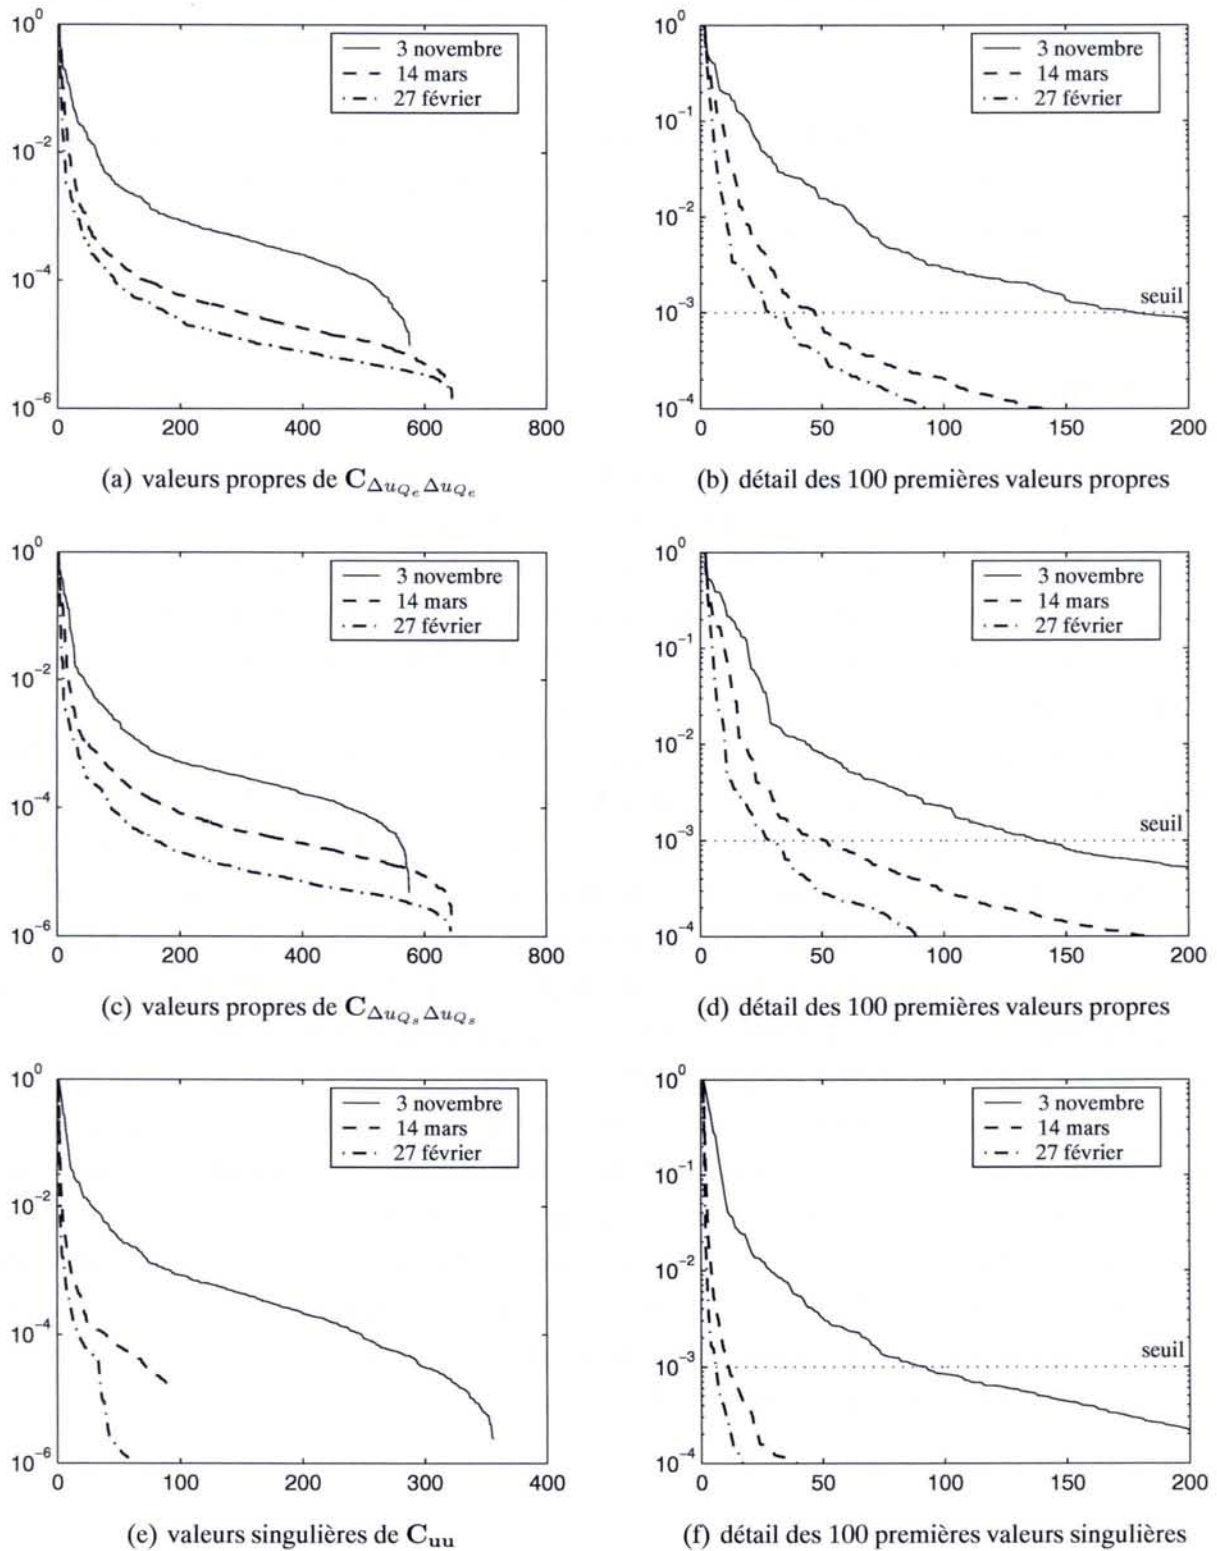 10^0
10^-2
10^-4
10^-6
0 200 400 600 800
3 novembre
14 mars
27 février
(a) valeurs propres de C_{Δu_{Q_e} Δu_{Q_e}}
10^0
10^-1
10^-2
10^-3
10^-4
0 50 100 150 200
3 novembre
14 mars
27 février
seuil
(b) détail des 100 premières valeurs propres
10^0
10^-2
10^-4
10^-6
0 200 400 600 800
3 novembre
14 mars
27 février
(c) valeurs propres de C_{Δu_{Q_s} Δu_{Q_s}}
10^0
10^-1
10^-2
10^-3
10^-4
0 50 100 150 200
3 novembre
14 mars
27 février
seuil
(d) détail des 100 premières valeurs propres
10^0
10^-2
10^-4
10^-6
0 100 200 300 400
3 novembre
14 mars
27 février
(e) valeurs singulières de C_{uu}
10^0
10^-1
10^-2
10^-3
10^-4
0 50 100 150 200
3 novembre
14 mars
27 février
seuil
(f) détail des 100 premières valeurs singulières